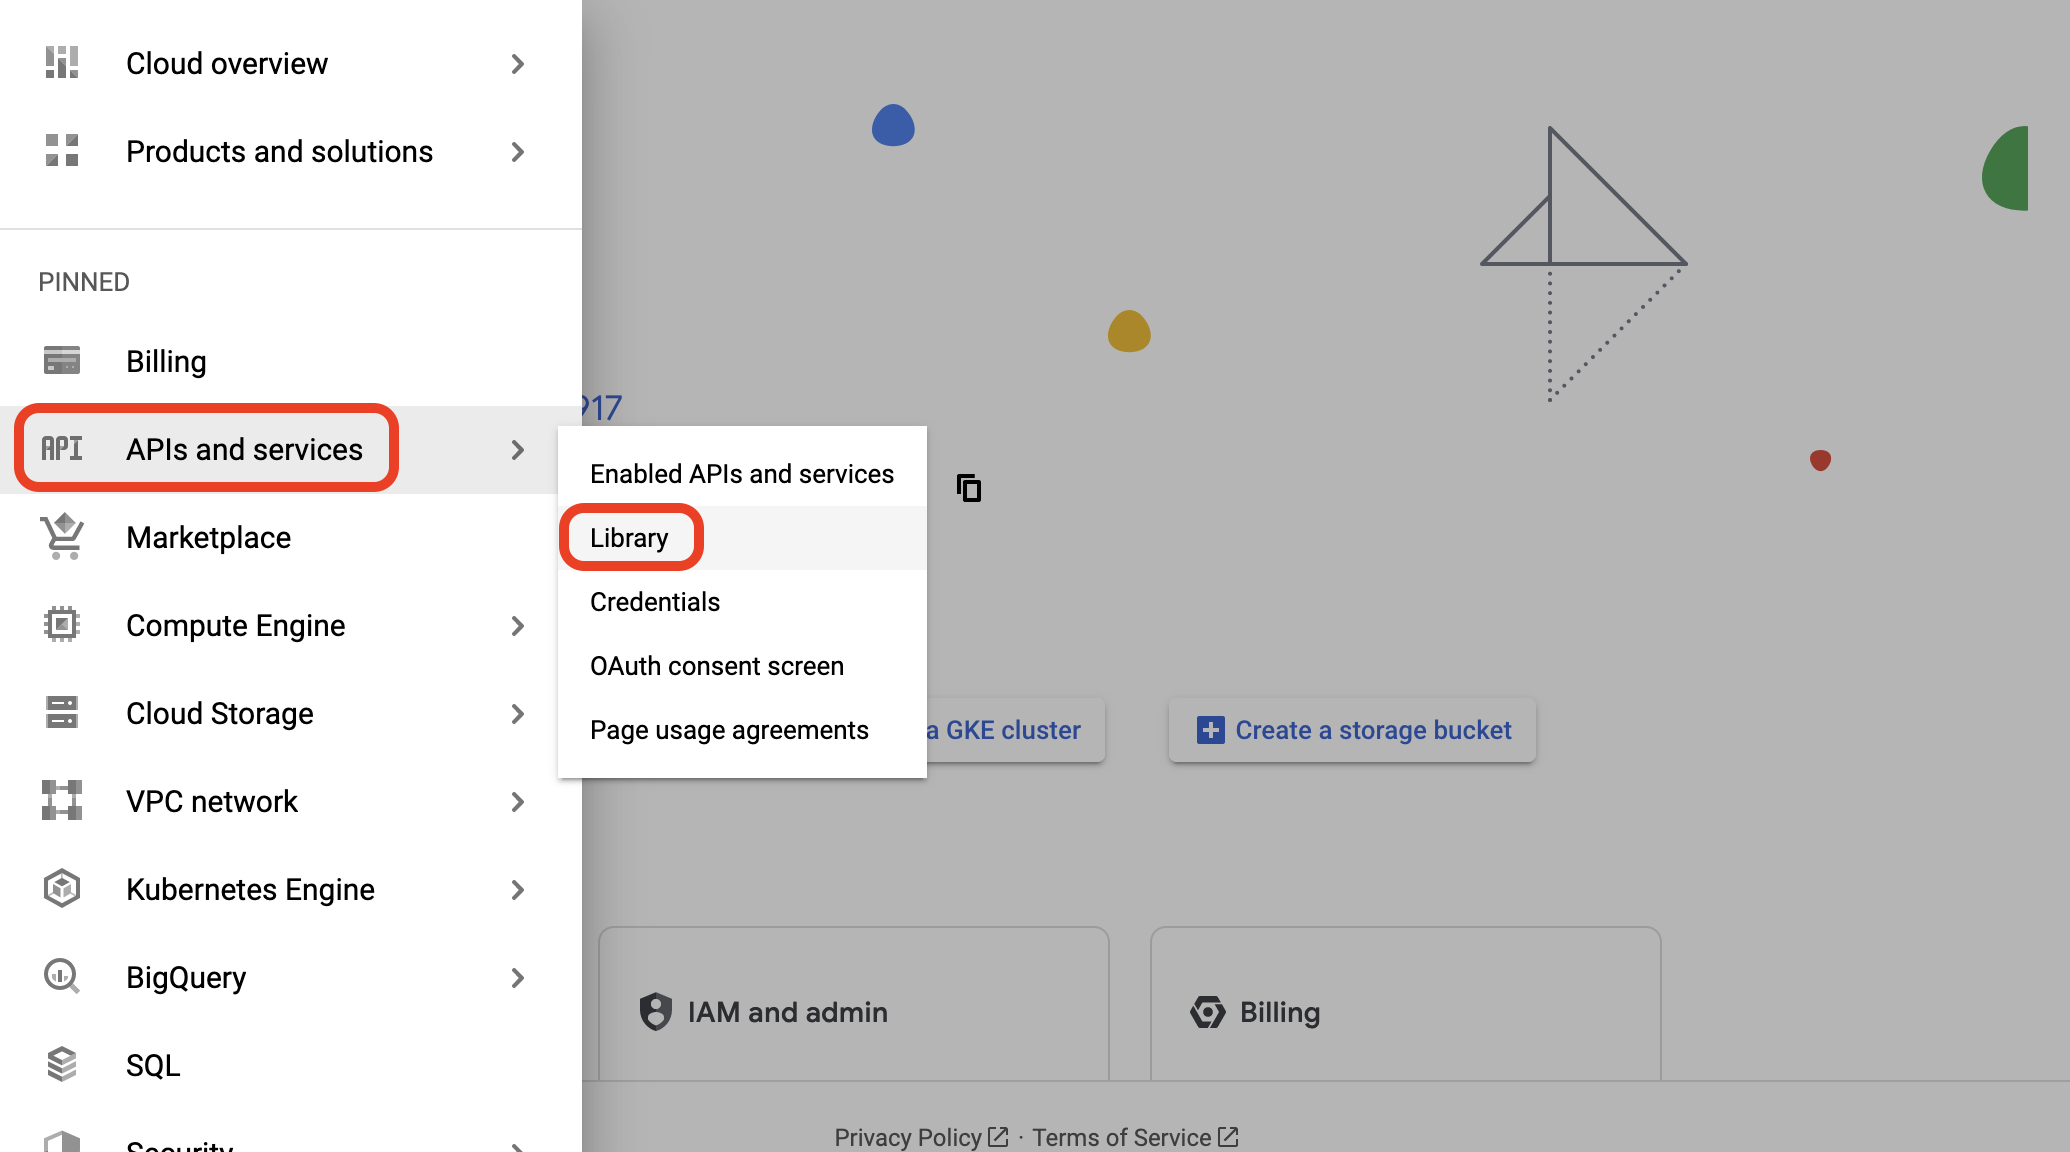 Cloud overview
Products and solutions
PINNED
Billing
API APIs and services
Marketplace
Compute Engine
Cloud Storage
VPC network
Kubernetes Engine
BigQuery
SQL
Security
917
Enabled APIs and services
Library
Credentials
OAuth consent screen
Page usage agreements
a GKE cluster
Create a storage bucket
IAM and admin
Billing
Privacy Policy · Terms of Service